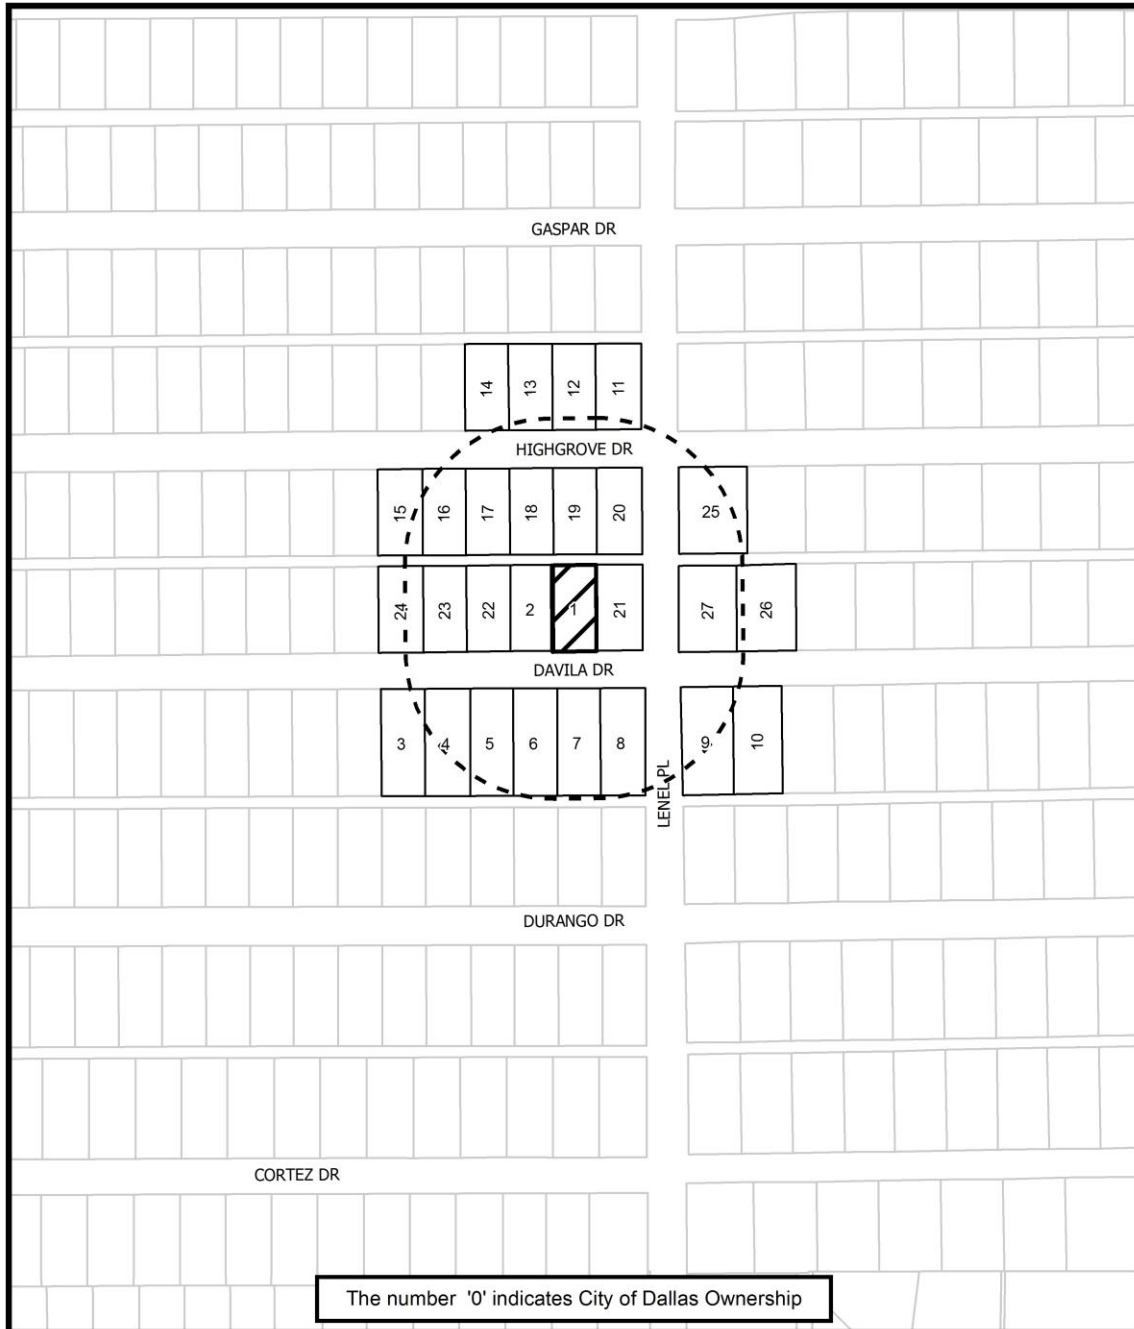 GASPAR DR
14 13 12 11
HIGHGROVE DR
15 16 17 18 19 20 25
24 23 22 2 1 21 27 26
DAVILA DR
3 4 5 6 7 8 9 10
LENEL PL
DURANGO DR
CORTEZ DR
The number '0' indicates City of Dallas Ownership